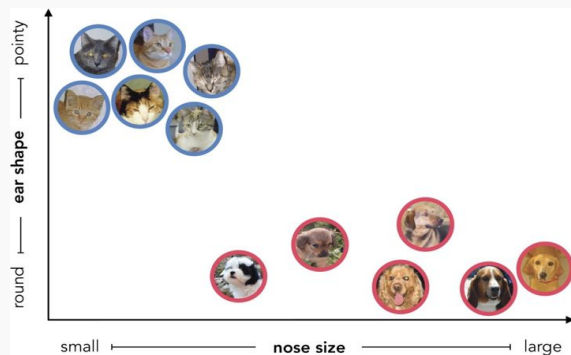 pointy
ear shape
round
small
nose size
large